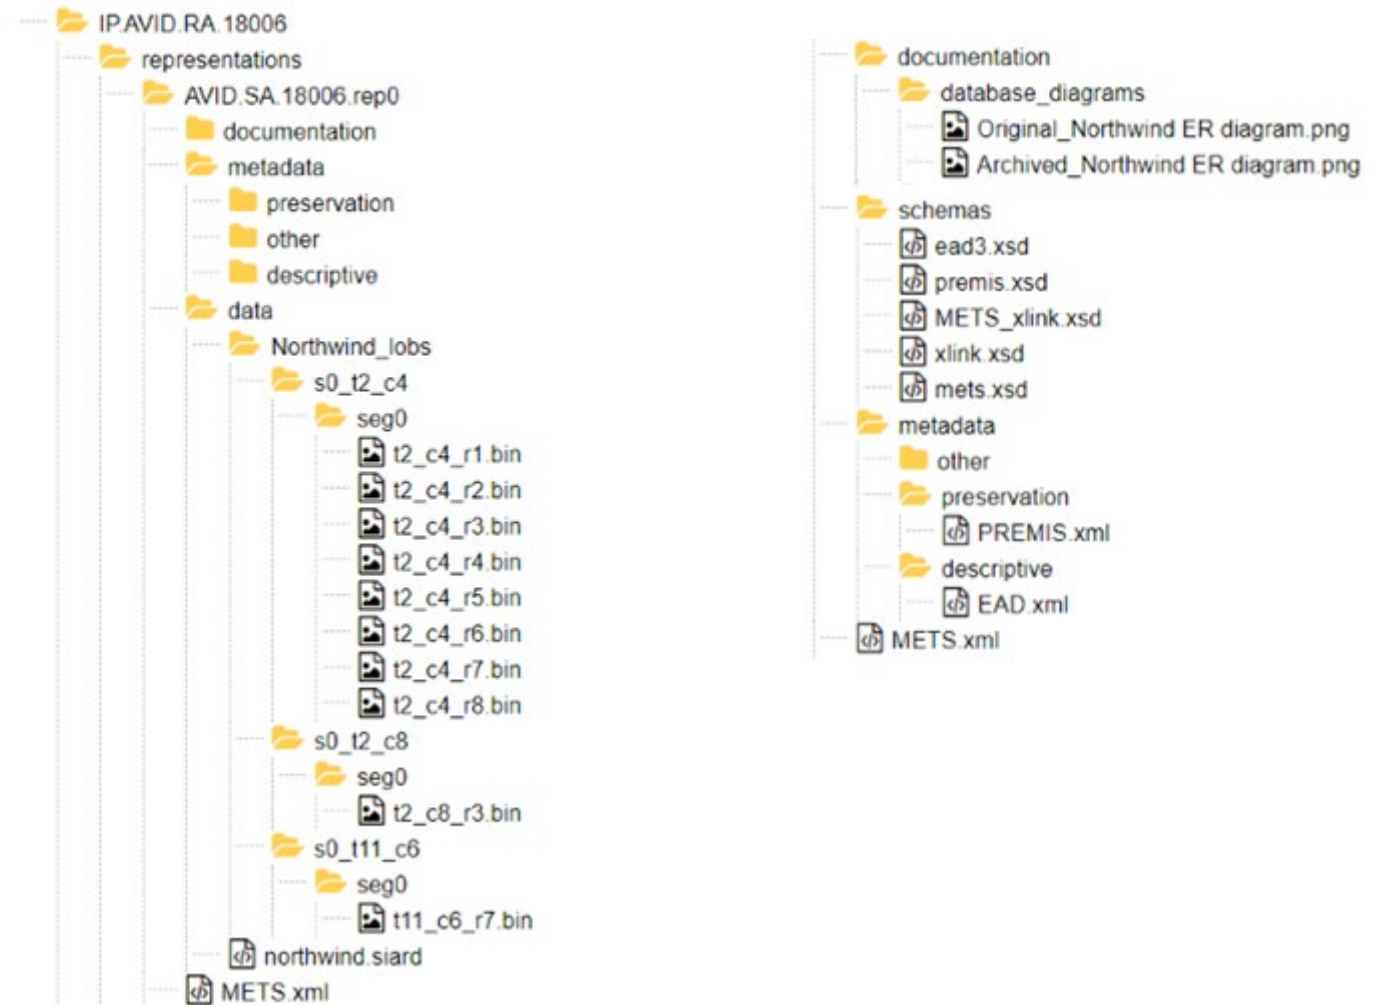 IP.AVID.RA.18006
representations
AVID.SA.18006.rep0
documentation
metadata
preservation
other
descriptive
data
Northwind_lobs
s0_t2_c4
seg0
t2_c4_r1.bin
t2_c4_r2.bin
t2_c4_r3.bin
t2_c4_r4.bin
t2_c4_r5.bin
t2_c4_r6.bin
t2_c4_r7.bin
t2_c4_r8.bin
s0_t2_c8
seg0
t2_c8_r3.bin
s0_t11_c6
seg0
t11_c6_r7.bin
northwind.siard
METS.xml
documentation
database_diagrams
Original_Northwind ER diagram.png
Archived_Northwind ER diagram.png
schemas
ead3.xsd
premis.xsd
METS_xlink.xsd
xlink.xsd
mets.xsd
metadata
other
preservation
PREMIS.xml
descriptive
EAD.xml
METS.xml